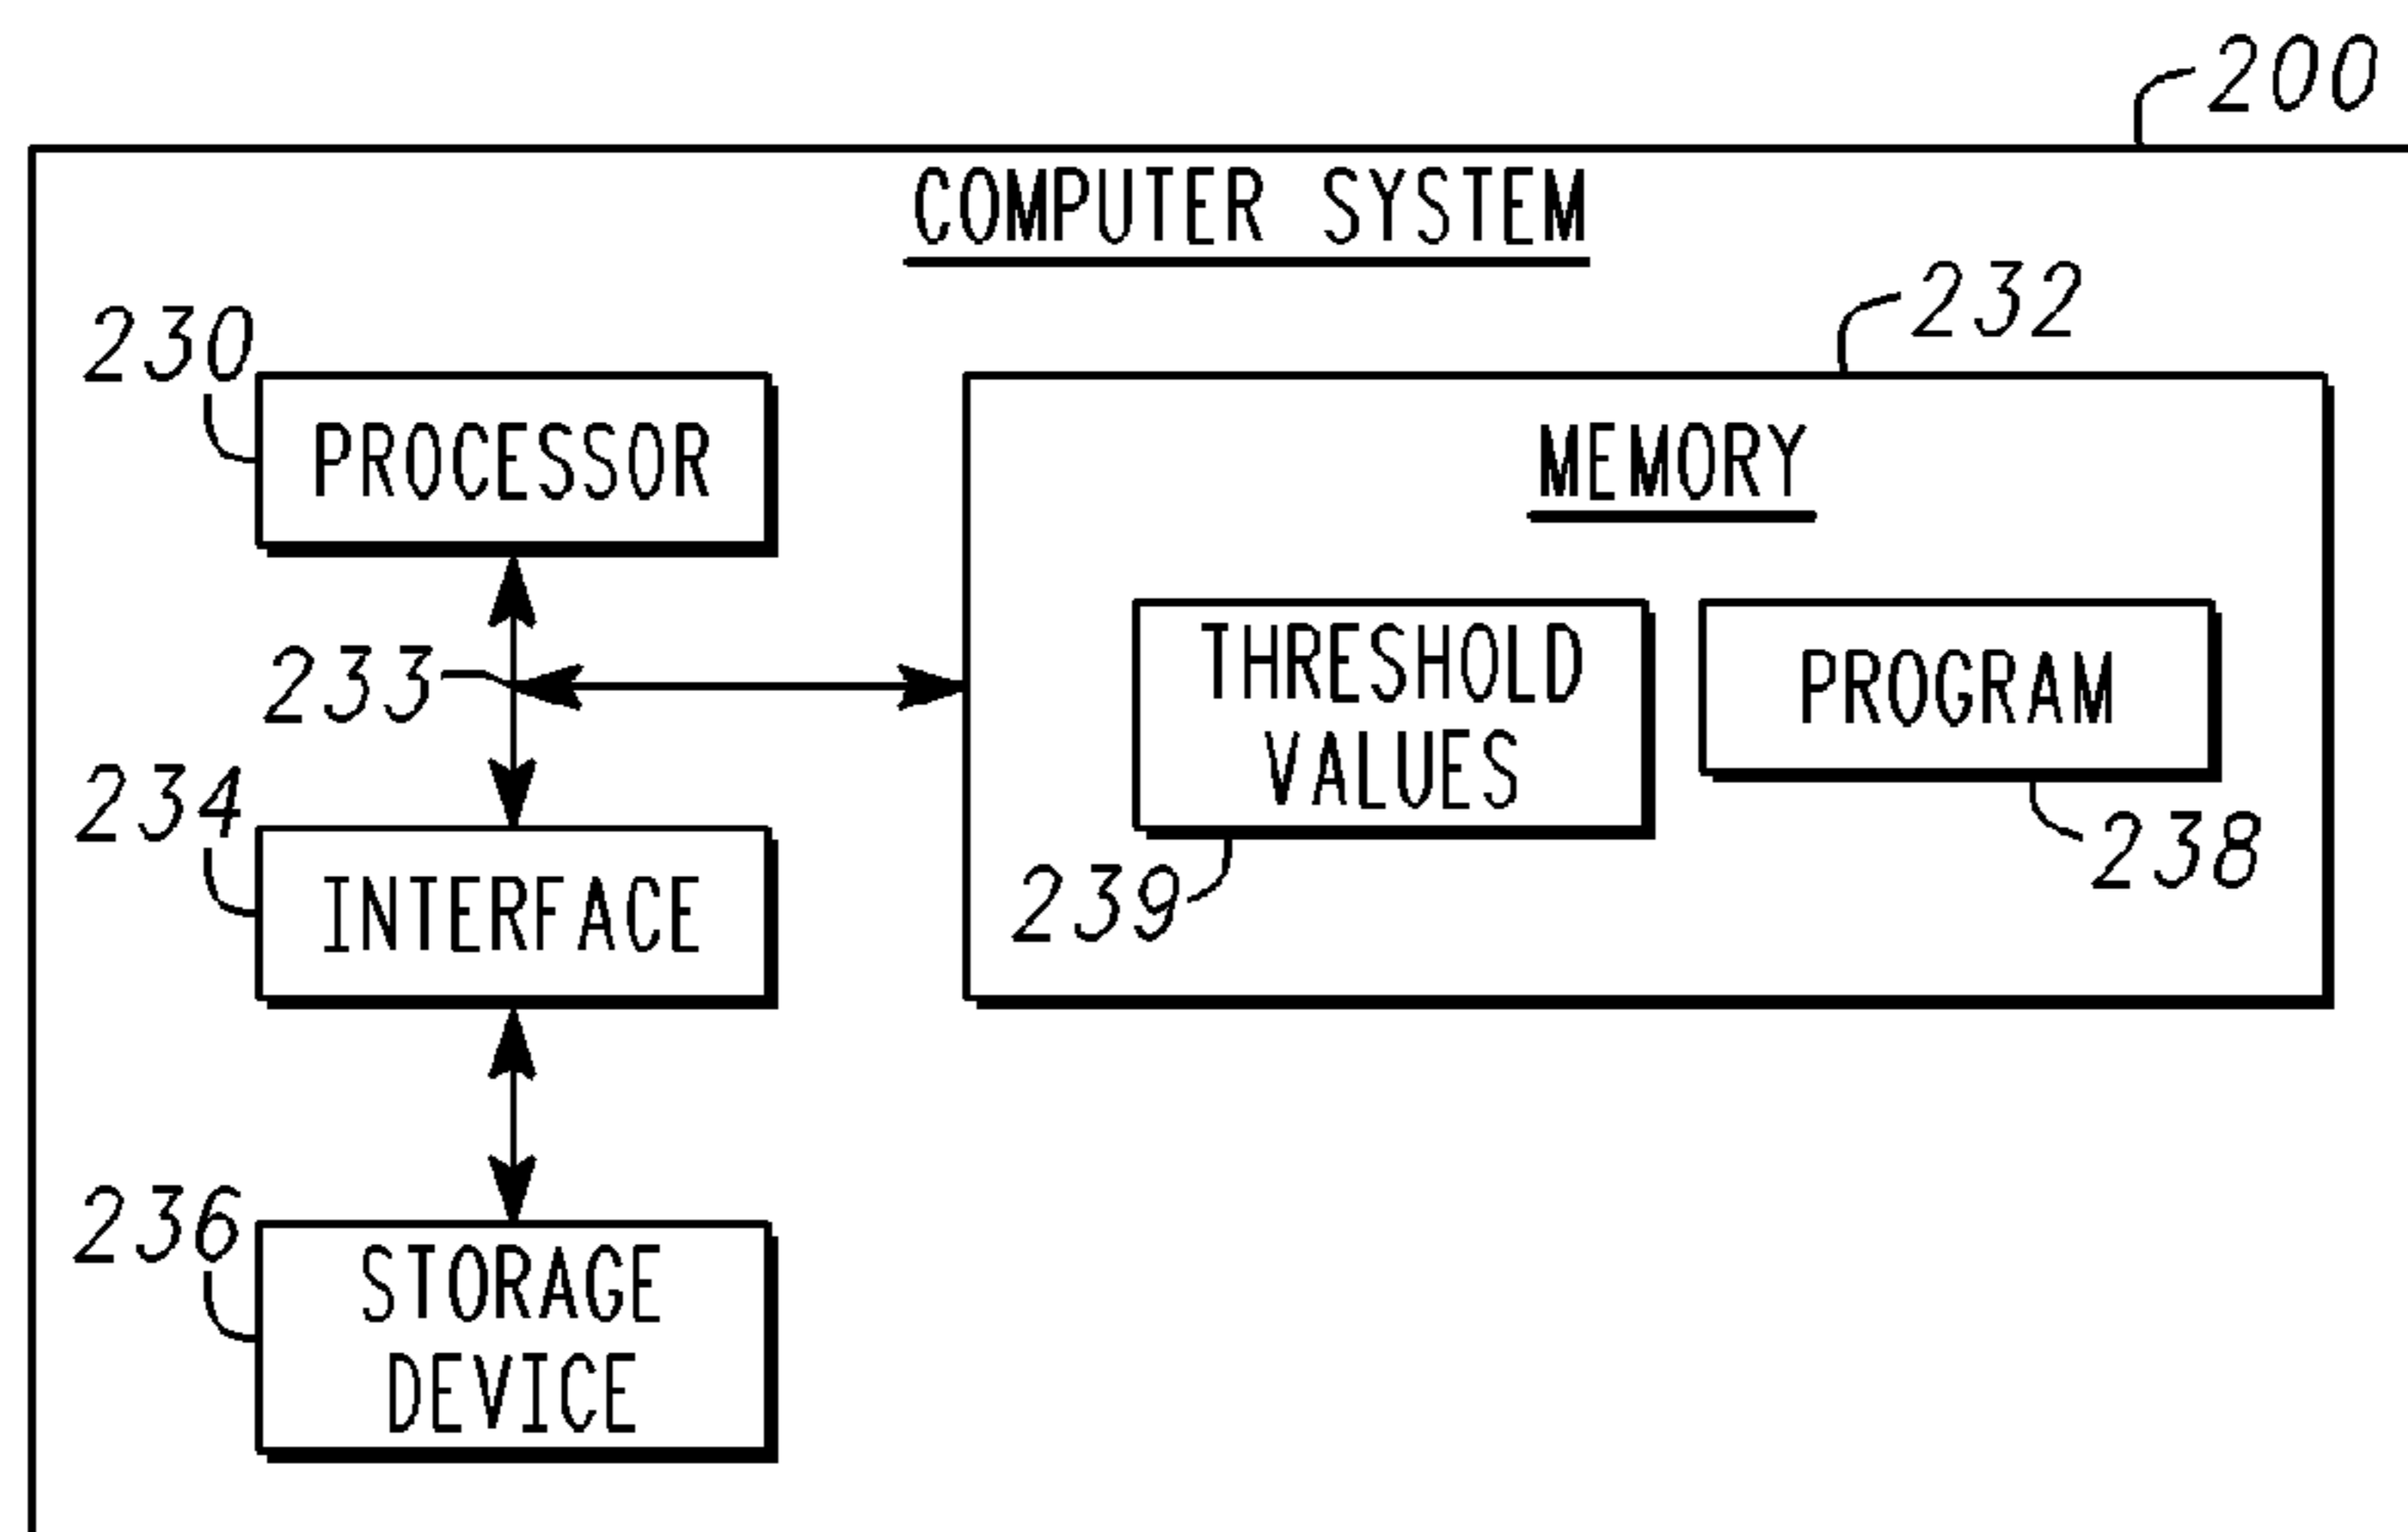 200
COMPUTER SYSTEM
232
230
PROCESSOR
MEMORY
233
THRESHOLD
VALUES
PROGRAM
234
239
238
INTERFACE
236
STORAGE
DEVICE